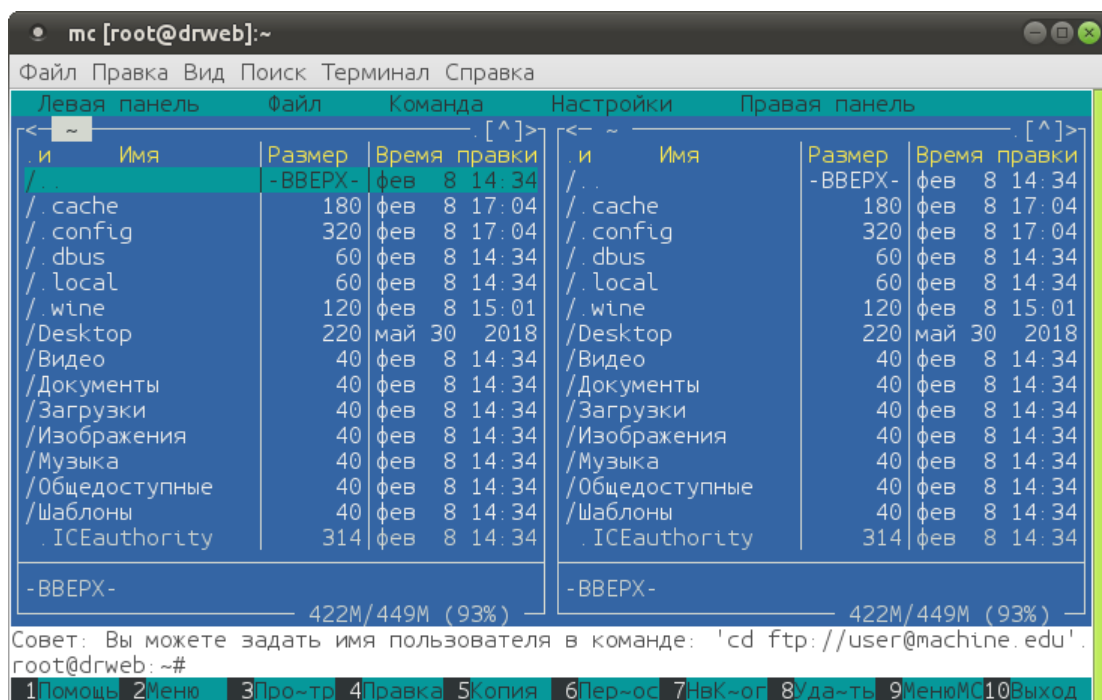 mc [root@drweb]:~
Файл Правка Вид Поиск Терминал Справка
Левая панель Файл Команда Настройки Правая панель
<─ ~ ─.[^]>┐ <─ ~ ─.[^]>
.и Имя Размер Время правки .и Имя Размер Время правки
/.. -ВВЕРХ- фев 8 14:34 /.. -ВВЕРХ- фев 8 14:34
/.cache 180 фев 8 17:04 /.cache 180 фев 8 17:04
/.config 320 фев 8 17:04 /.config 320 фев 8 17:04
/.dbus 60 фев 8 14:34 /.dbus 60 фев 8 14:34
/.local 60 фев 8 14:34 /.local 60 фев 8 14:34
/.wine 120 фев 8 15:01 /.wine 120 фев 8 15:01
/Desktop 220 май 30 2018 /Desktop 220 май 30 2018
/Видео 40 фев 8 14:34 /Видео 40 фев 8 14:34
/Документы 40 фев 8 14:34 /Документы 40 фев 8 14:34
/Загрузки 40 фев 8 14:34 /Загрузки 40 фев 8 14:34
/Изображения 40 фев 8 14:34 /Изображения 40 фев 8 14:34
/Музыка 40 фев 8 14:34 /Музыка 40 фев 8 14:34
/Общедоступные 40 фев 8 14:34 /Общедоступные 40 фев 8 14:34
/Шаблоны 40 фев 8 14:34 /Шаблоны 40 фев 8 14:34
.ICEauthority 314 фев 8 14:34 .ICEauthority 314 фев 8 14:34
-ВВЕРХ- -ВВЕРХ-
422M/449M (93%) 422M/449M (93%)
Совет: Вы можете задать имя пользователя в команде: 'cd ftp://user@machine.edu'.
root@drweb:~#
1Помощь 2Меню 3Про~тр 4Правка 5Копия 6Пер~ос 7НвК~ог 8Уда~ть 9МенюMC 10Выход